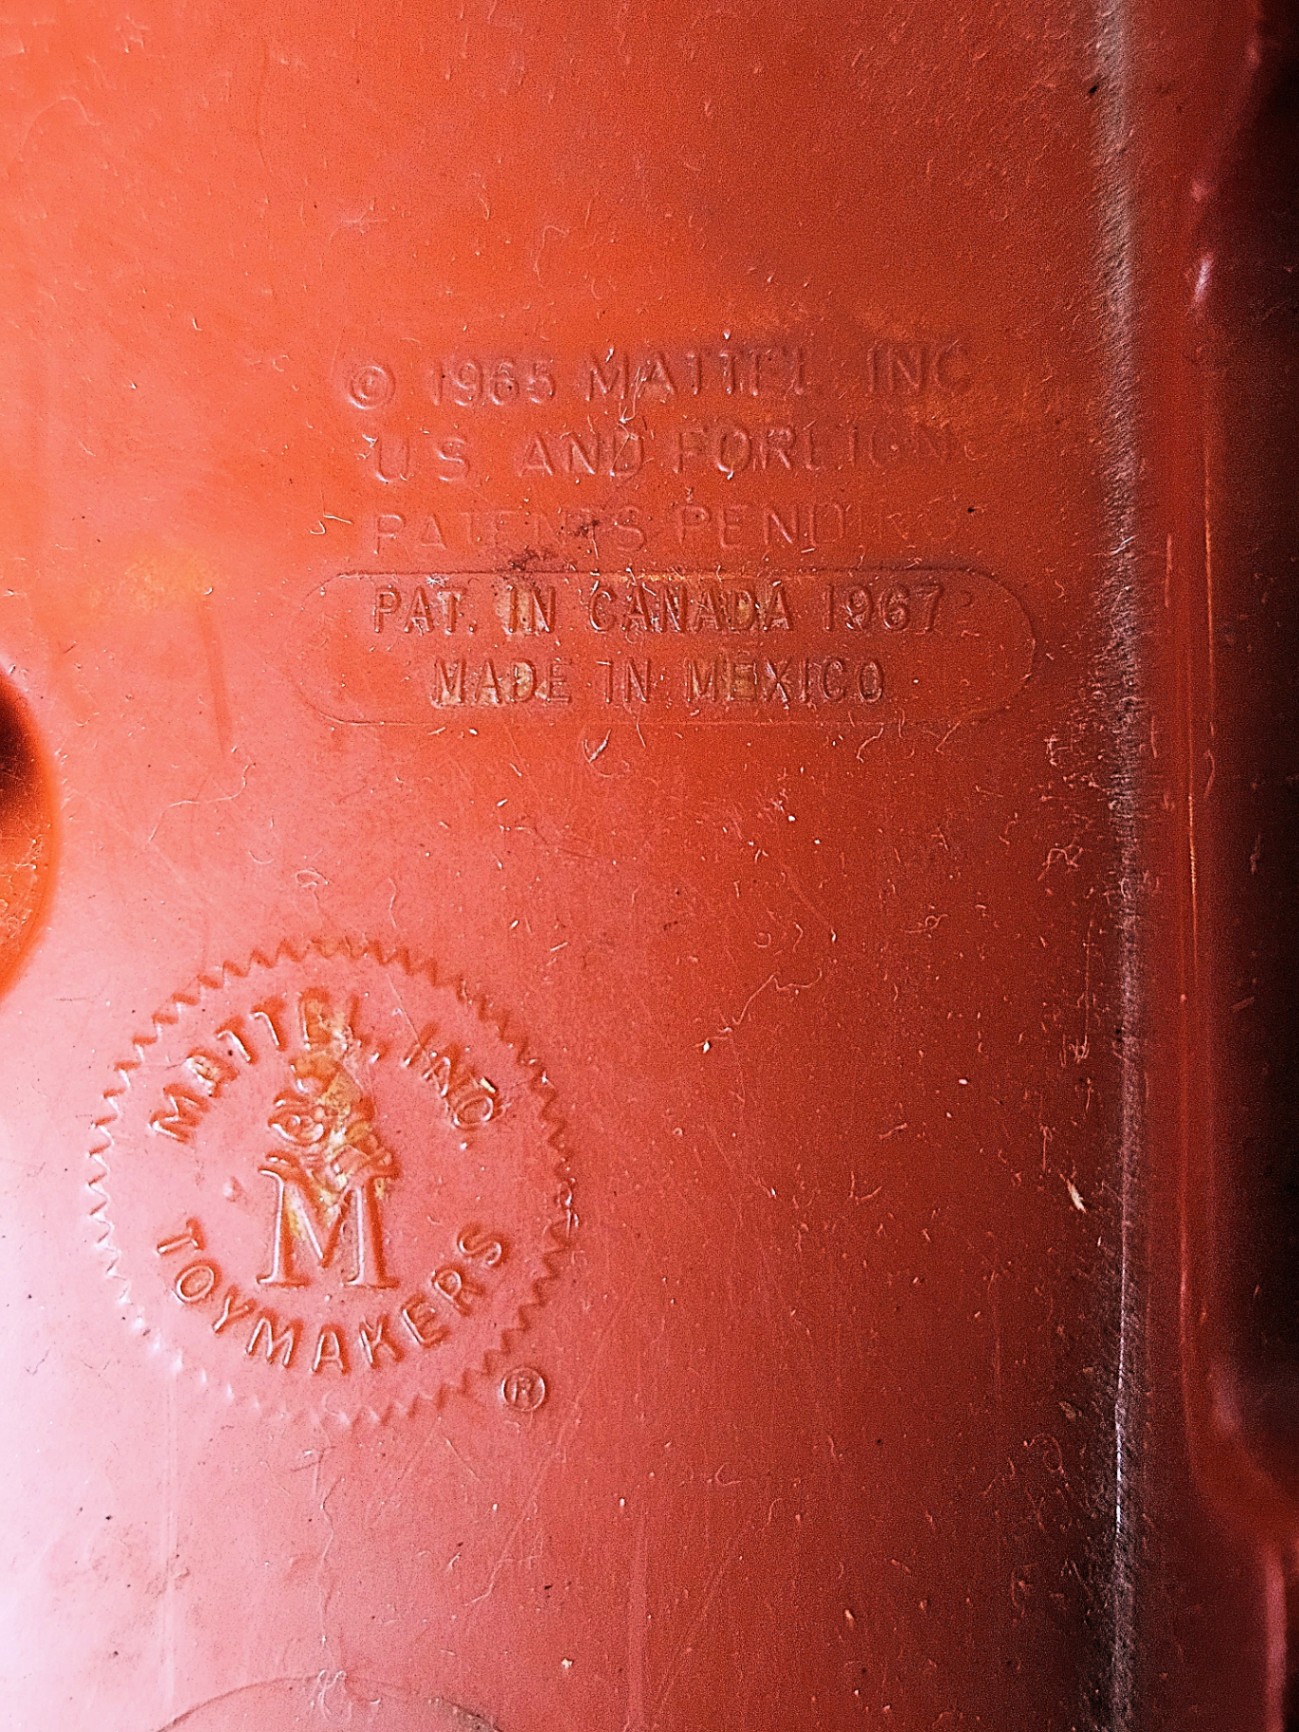 © 1965 MATTEL INC
U.S. AND FOREIGN
PATENTS PENDING
PAT. IN CANADA 1967
MADE IN MEXICO
MATTEL, INC.
M
TOYMAKERS
®